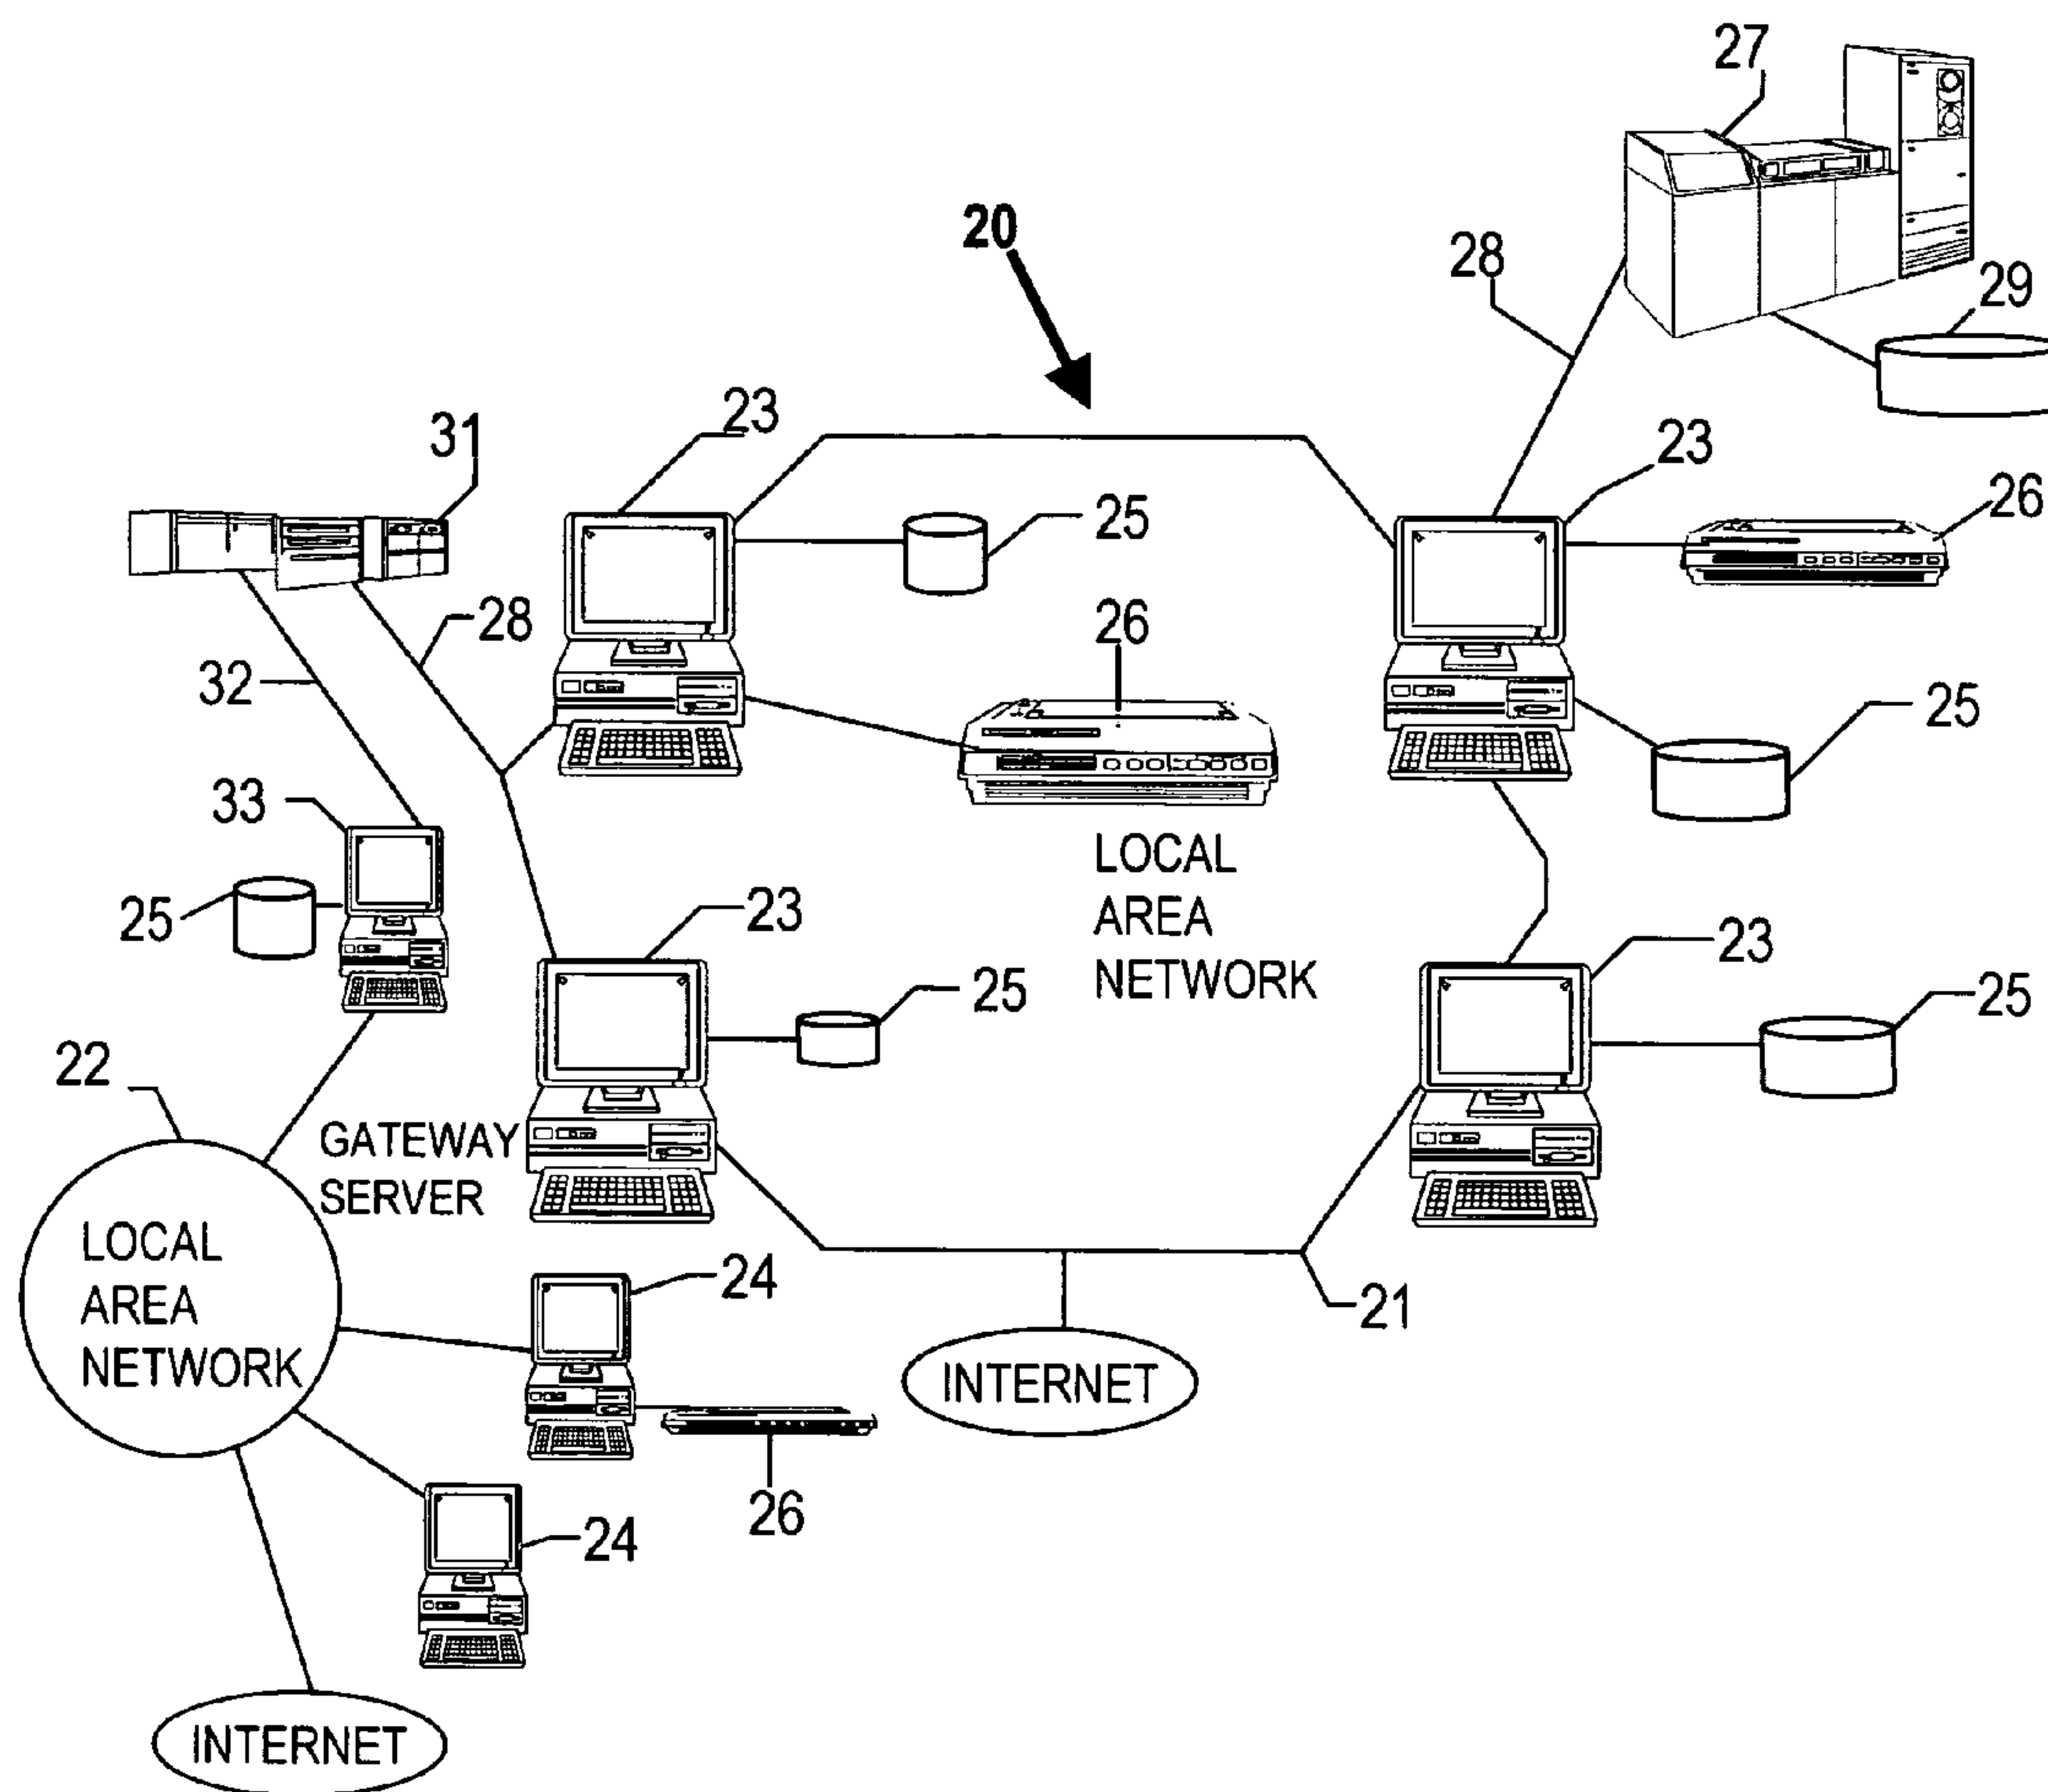 27
20
28
29
23
31
23
26
25
28
26
32
25
33
LOCAL
AREA
NETWORK
25
23
23
25
25
22
GATEWAY
SERVER
LOCAL
AREA
NETWORK
24
21
INTERNET
26
24
INTERNET